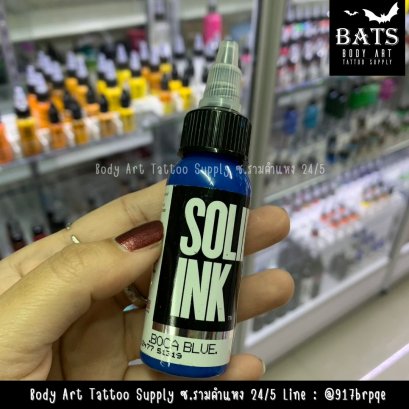 BATS
BODY ART
TATTOO SUPPLY
Body Art Tattoo Supply ซ.รามคำแหง 24/5
SOLI
INK
BOCA BLUE.
Body Art Tattoo Supply ซ.รามคำแหง 24/5 Line : @917brpqe